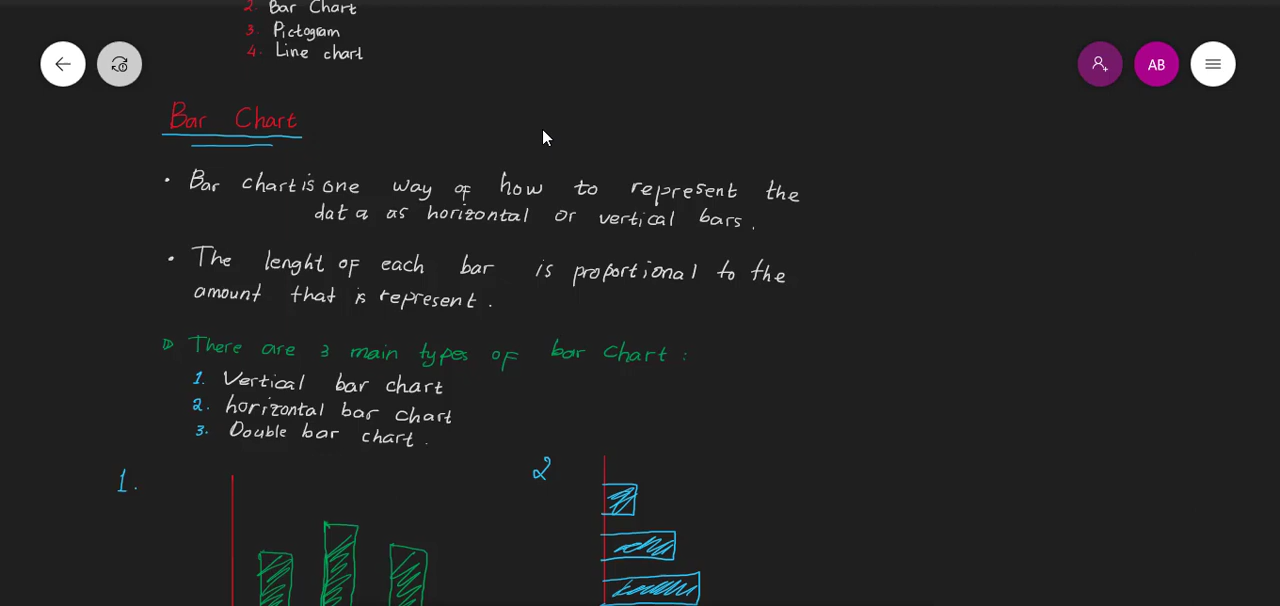 2. Bar Chart
3. Pictogram
4. Line chart
AB
Bar Chart
• Bar chart is one way of how to represent the
data as horizontal or vertical bars.
• The lenght of each bar is proportional to the
amount that is represent.
There are 3 main types of bar chart:
1. Vertical bar chart
2. horizontal bar chart
3. Double bar chart.
1.
2